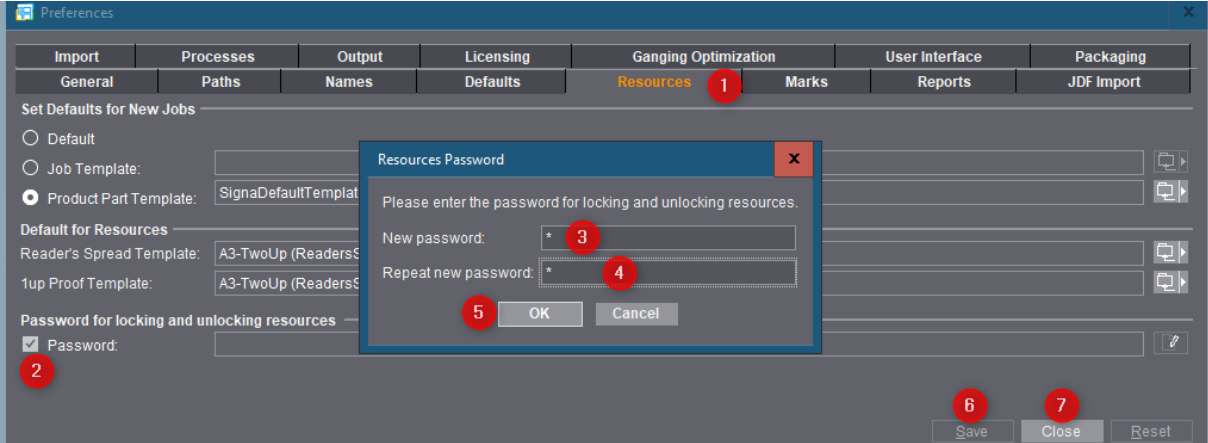 Preferences
Import Processes Output Licensing Ganging Optimization User Interface Packaging
General Paths Names Defaults Resources 1 Marks Reports JDF Import
Set Defaults for New Jobs
Default
Job Template:
Product Part Template: SignaDefaultTemplat
Default for Resources
Reader's Spread Template: A3-TwoUp (ReadersS
1up Proof Template: A3-TwoUp (ReadersS
Password for locking and unlocking resources
Password:
2
Resources Password x
Please enter the password for locking and unlocking resources.
New password: * 3
Repeat new password: * 4
5 OK Cancel
6 7
Save Close Reset